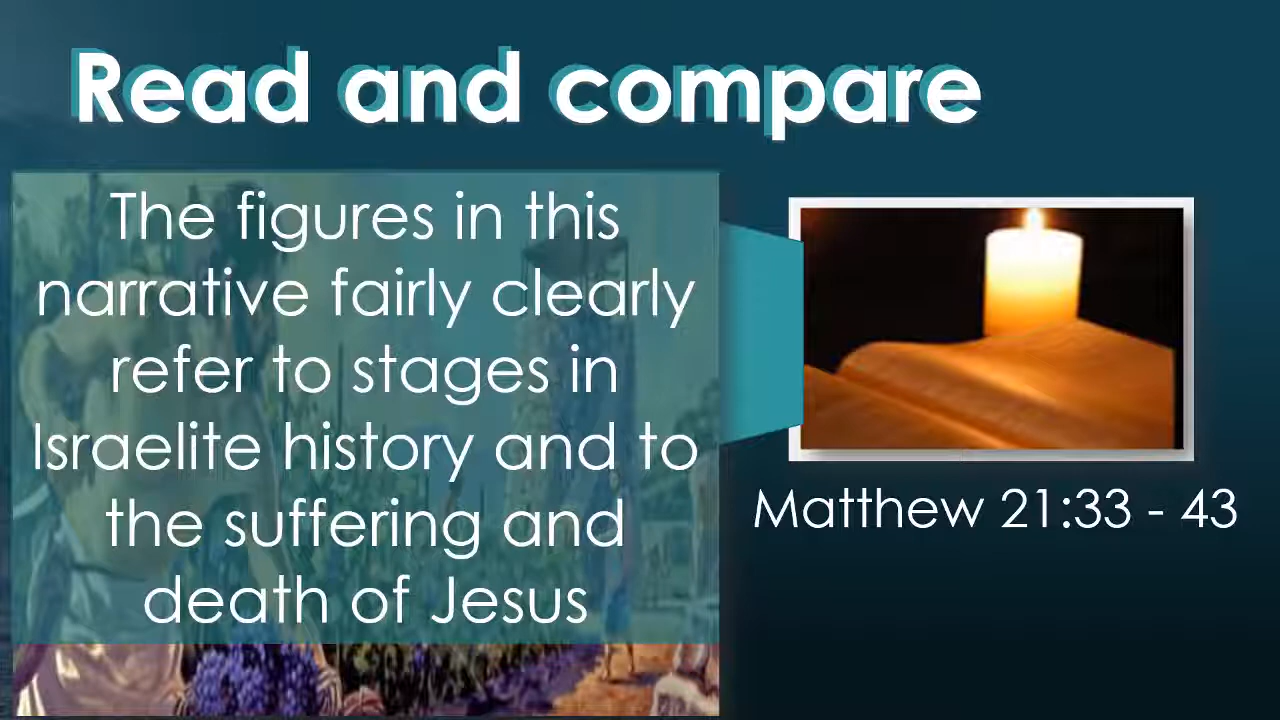 Read and compare
The figures in this
narrative fairly clearly
refer to stages in
Israelite history and to
the suffering and
death of Jesus
Matthew 21:33 - 43